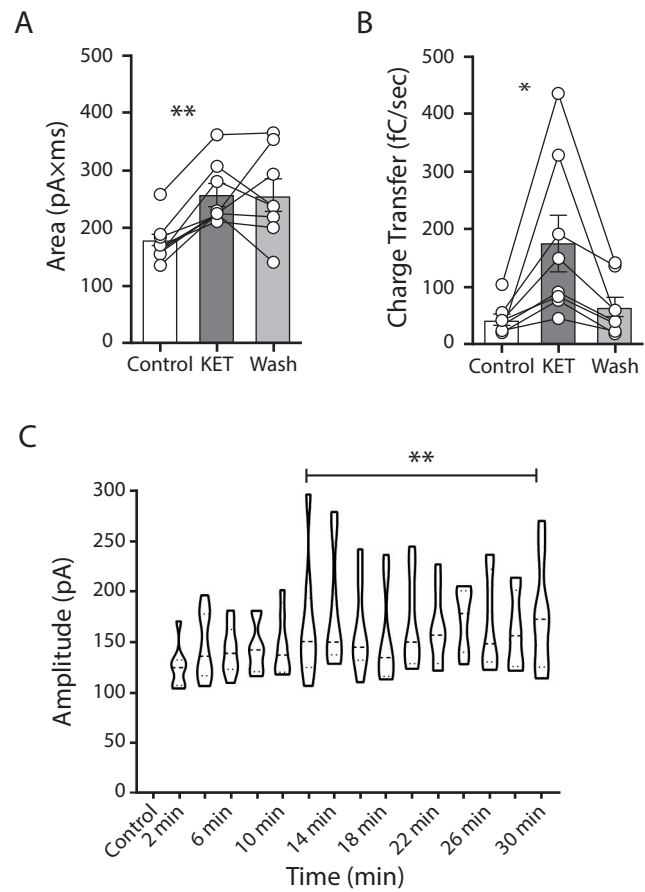 A
B
500
400
300
200
100
0
Area (pA×ms)
**
Control KET Wash
500
400
300
200
100
0
Charge Transfer (fC/sec)
*
Control KET Wash
C
**
300
250
200
150
100
50
0
Amplitude (pA)
Control
2 min
6 min
10 min
14 min
18 min
22 min
26 min
30 min
Time (min)